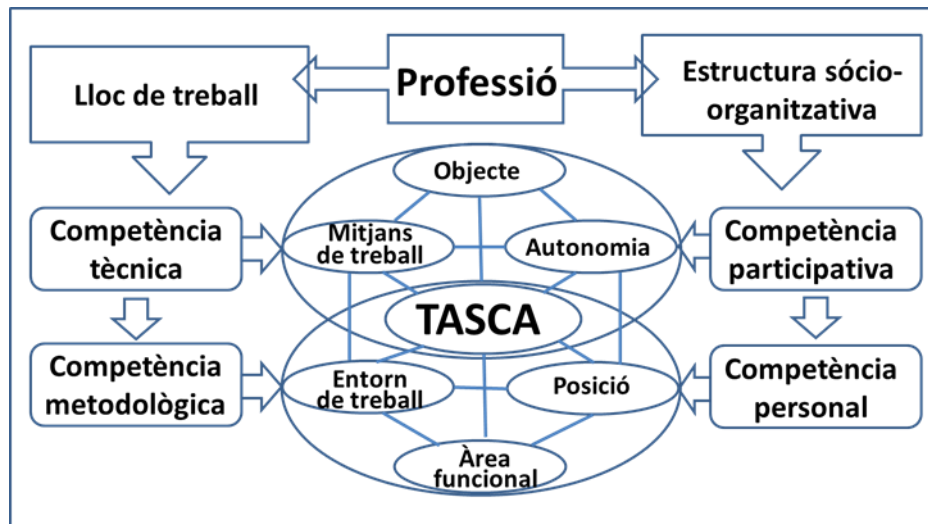 Lloc de treball
Professió
Estructura sócio-
organitzativa
Objecte
Competència
tècnica
Mitjans
de treball
Autonomia
Competència
participativa
TASCA
Competència
metodològica
Entorn
de treball
Posició
Competència
personal
Àrea
funcional